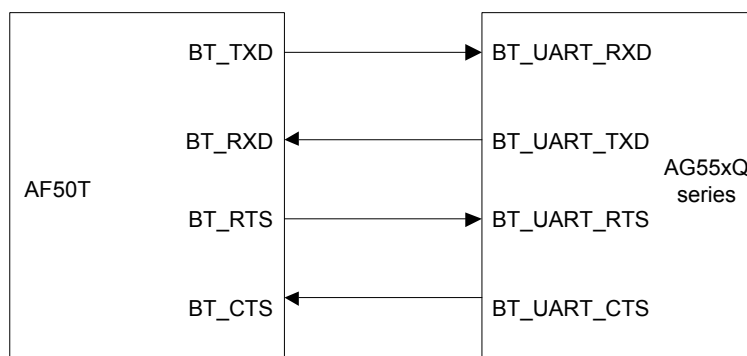 BT_TXD
BT_UART_RXD
BT_RXD
BT_UART_TXD
AF50T
AG55xQ
series
BT_RTS
BT_UART_RTS
BT_CTS
BT_UART_CTS